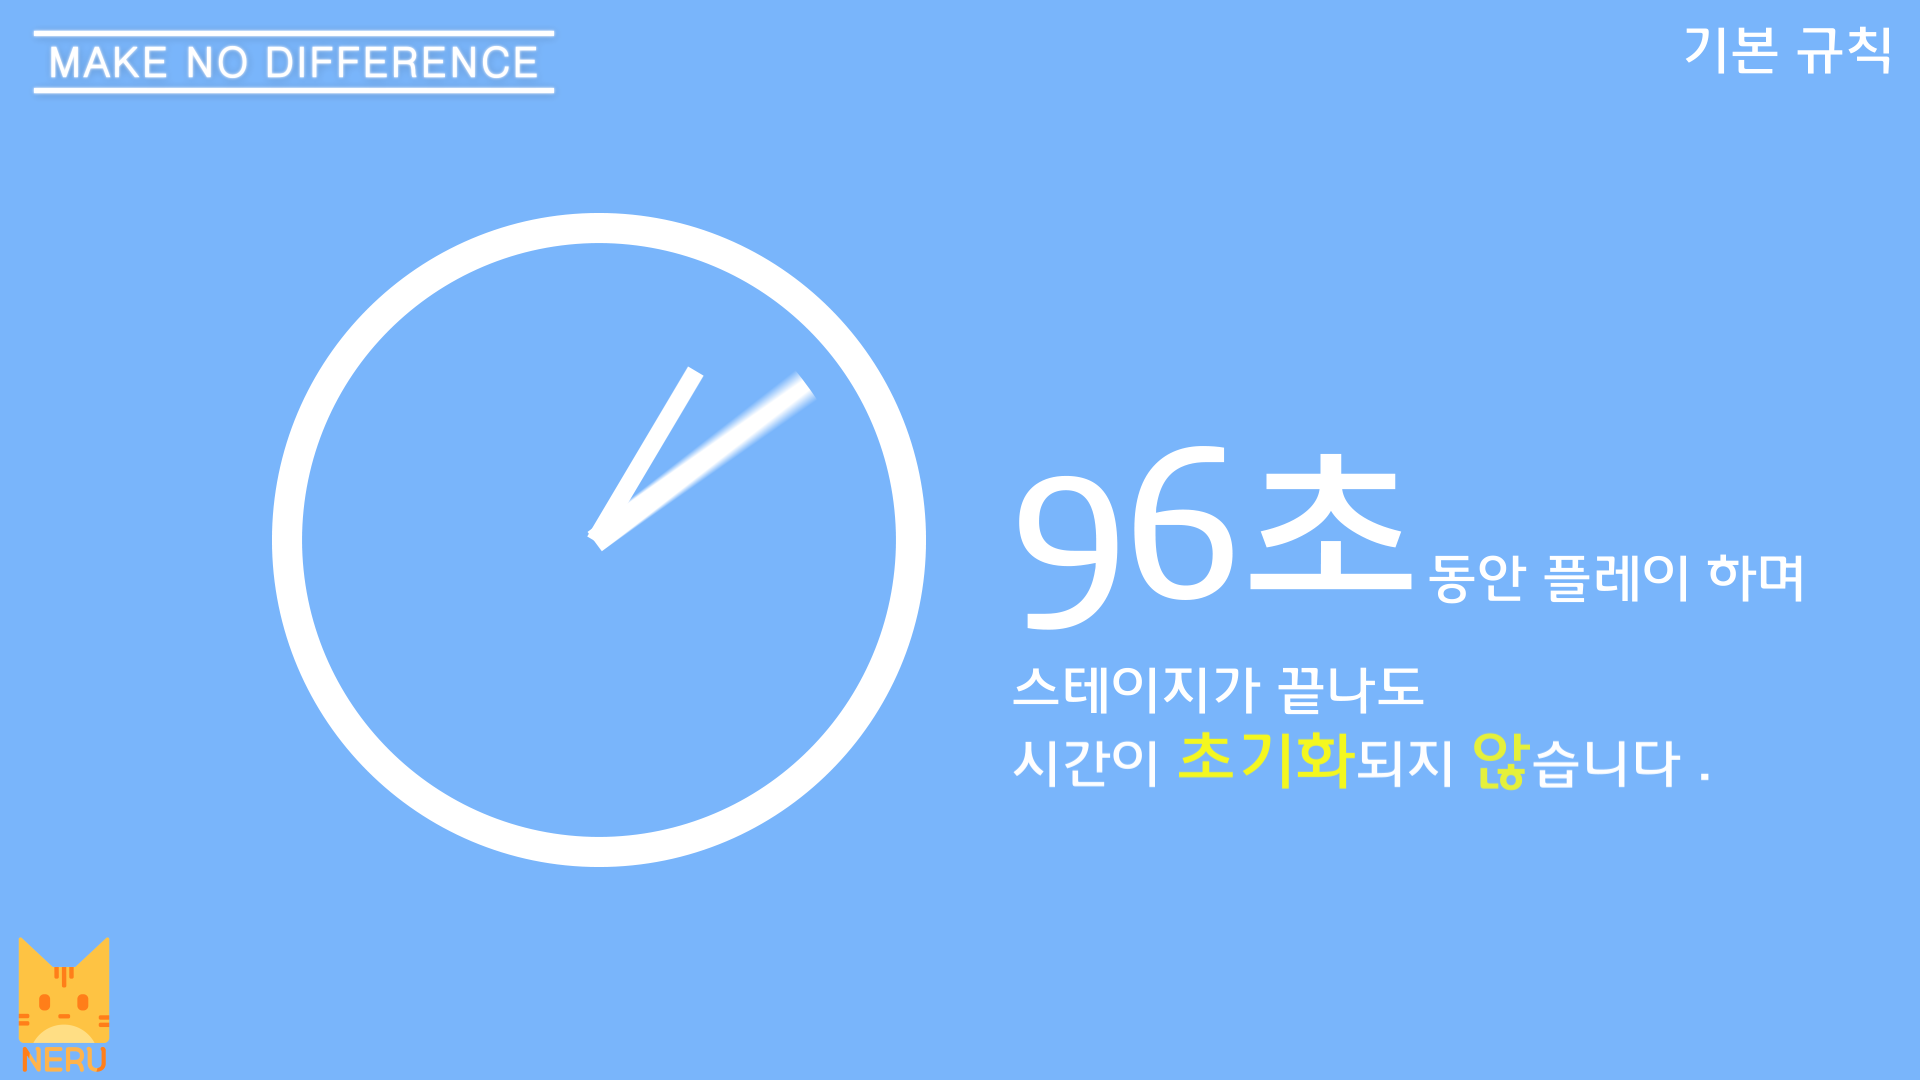 MAKE NO DIFFERENCE
기본 규칙
96초 동안 플레이 하며
스테이지가 끝나도
시간이 초기화되지 않습니다 .
NERU